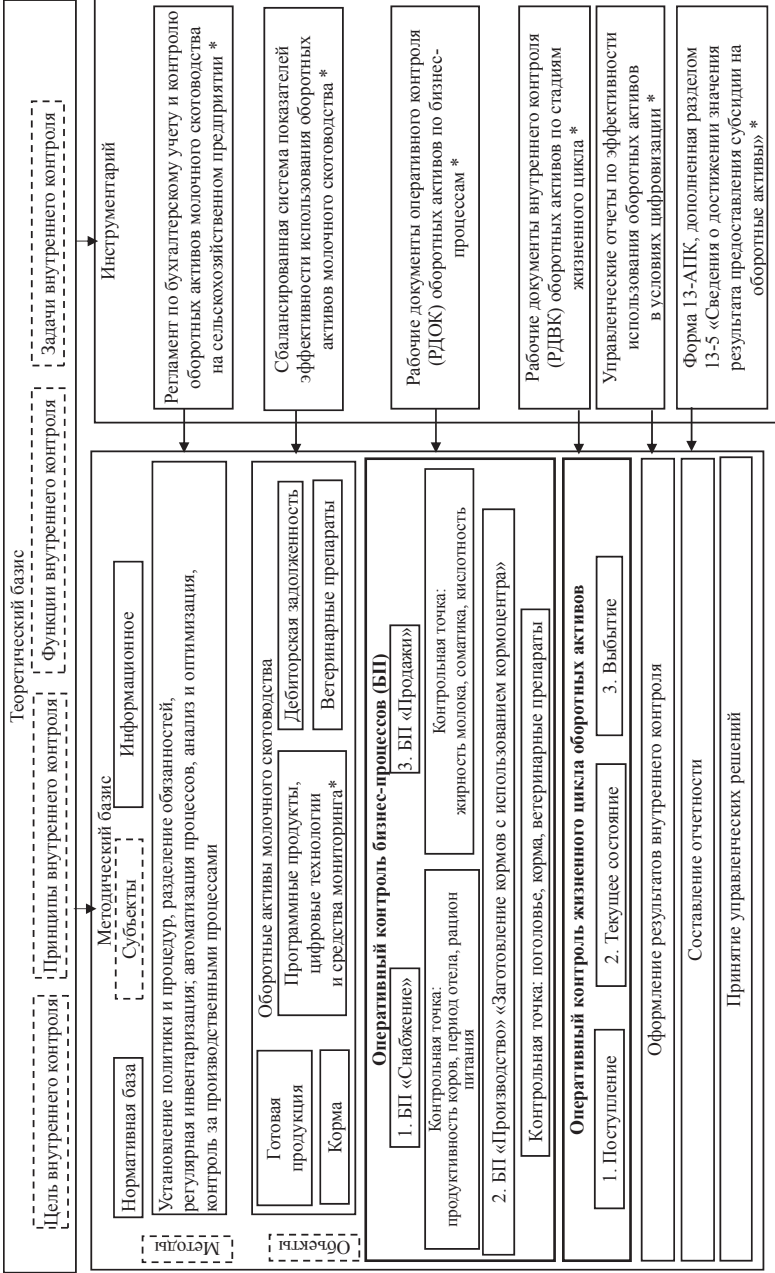 Теоретический базис
Цель внутреннего контроля
Принципы внутреннего контроля
Функции внутреннего контроля
Задачи внутреннего контроля
Методический базис
Нормативная база
Субъекты
Информационное
Методы
Установление политики и процедур, разделение обязанностей,
регулярная инвентаризация; автоматизация процессов, анализ и оптимизация,
контроль за производственными процессами
Объекты
Оборотные активы молочного скотоводства
Готовая
продукция
Корма
Программные продукты,
цифровые технологии
и средства мониторинга*
Дебиторская задолженность
Ветеринарные препараты
Оперативный контроль бизнес-процессов (БП)
1. БП «Снабжение»
3. БП «Продажи»
Контрольная точка:
продуктивность коров, период отела, рацион
питания
Контрольная точка:
жирность молока, соматика, кислотность
2. БП «Производство» «Заготовление кормов с использованием кормоцентра»
Контрольная точка: поголовье, корма, ветеринарные препараты
Оперативный контроль жизненного цикла оборотных активов
1. Поступление
2. Текущее состояние
3. Выбытие
Оформление результатов внутреннего контроля
Составление отчетности
Принятие управленческих решений
Инструментарий
Регламент по бухгалтерскому учету и контролю
оборотных активов молочного скотоводства
на сельскохозяйственном предприятии *
Сбалансированная система показателей
эффективности использования оборотных
активов молочного скотоводства *
Рабочие документы оперативного контроля
(РДОК) оборотных активов по бизнес-
процессам *
Рабочие документы внутреннего контроля
(РДВК) оборотных активов по стадиям
жизненного цикла *
Управленческие отчеты по эффективности
использования оборотных активов
в условиях цифровизации *
Форма 13-АПК, дополненная разделом
13-5 «Сведения о достижении значения
результата предоставления субсидии на
оборотные активы» *